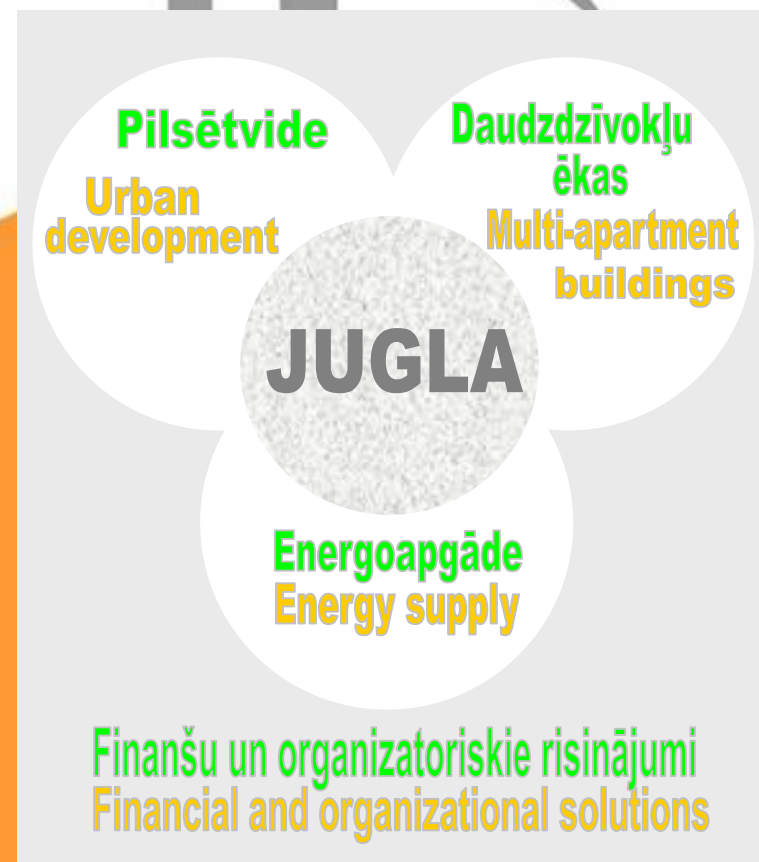 Pilsētvide
Urban
development
Daudzdzīvokļu
ēkas
Multi-apartment
buildings
JUGLA
Energoapgāde
Energy supply
Finanšu un organizatoriskie risinājumi
Financial and organizational solutions